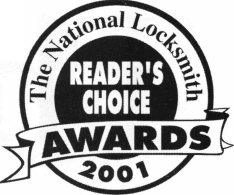 The National Locksmith
READER'S
CHOICE
AWARDS
2001